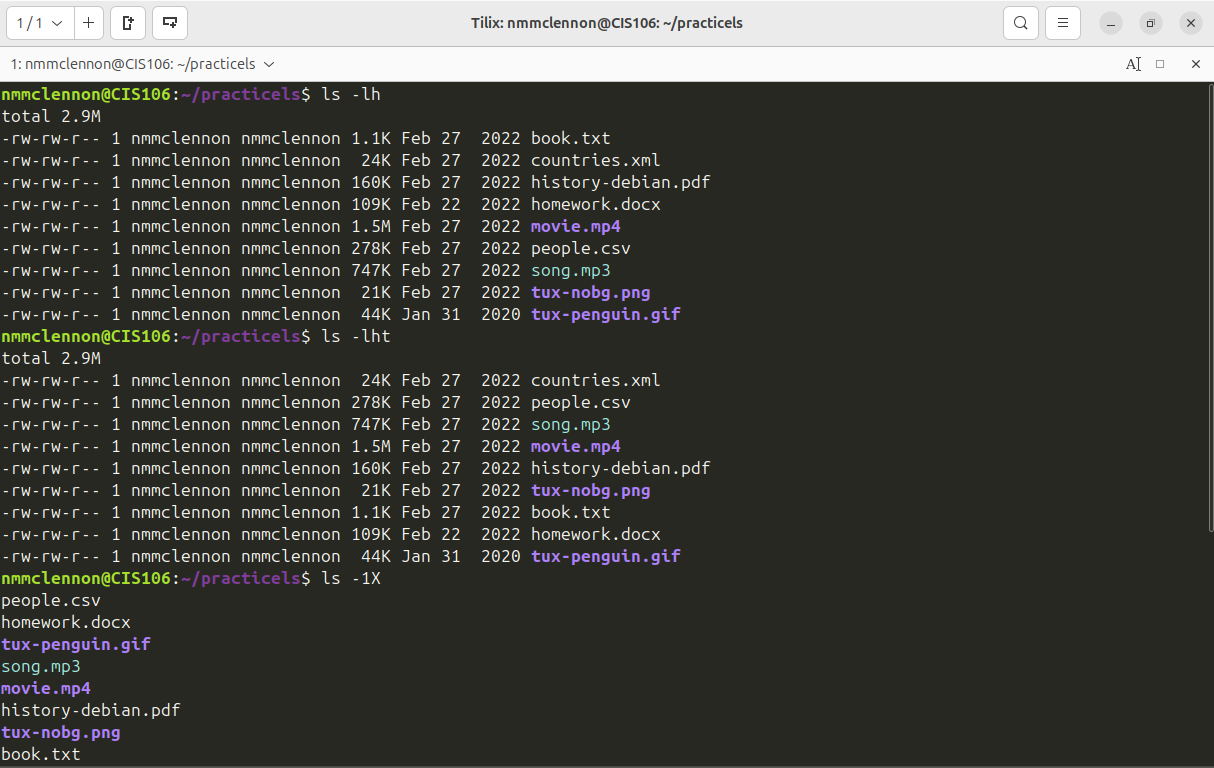 1 / 1
Tilix: nmmclennon@CIS106: ~/practicels
1: nmmclennon@CIS106: ~/practicels
nmmclennon@CIS106:~/practicels$ ls -lh
total 2.9M
-rw-rw-r-- 1 nmmclennon nmmclennon 1.1K Feb 27  2022 book.txt
-rw-rw-r-- 1 nmmclennon nmmclennon  24K Feb 27  2022 countries.xml
-rw-rw-r-- 1 nmmclennon nmmclennon 160K Feb 27  2022 history-debian.pdf
-rw-rw-r-- 1 nmmclennon nmmclennon 109K Feb 22  2022 homework.docx
-rw-rw-r-- 1 nmmclennon nmmclennon 1.5M Feb 27  2022 movie.mp4
-rw-rw-r-- 1 nmmclennon nmmclennon 278K Feb 27  2022 people.csv
-rw-rw-r-- 1 nmmclennon nmmclennon 747K Feb 27  2022 song.mp3
-rw-rw-r-- 1 nmmclennon nmmclennon  21K Feb 27  2022 tux-nobg.png
-rw-rw-r-- 1 nmmclennon nmmclennon  44K Jan 31  2020 tux-penguin.gif
nmmclennon@CIS106:~/practicels$ ls -lht
total 2.9M
-rw-rw-r-- 1 nmmclennon nmmclennon  24K Feb 27  2022 countries.xml
-rw-rw-r-- 1 nmmclennon nmmclennon 278K Feb 27  2022 people.csv
-rw-rw-r-- 1 nmmclennon nmmclennon 747K Feb 27  2022 song.mp3
-rw-rw-r-- 1 nmmclennon nmmclennon 1.5M Feb 27  2022 movie.mp4
-rw-rw-r-- 1 nmmclennon nmmclennon 160K Feb 27  2022 history-debian.pdf
-rw-rw-r-- 1 nmmclennon nmmclennon  21K Feb 27  2022 tux-nobg.png
-rw-rw-r-- 1 nmmclennon nmmclennon 1.1K Feb 27  2022 book.txt
-rw-rw-r-- 1 nmmclennon nmmclennon 109K Feb 22  2022 homework.docx
-rw-rw-r-- 1 nmmclennon nmmclennon  44K Jan 31  2020 tux-penguin.gif
nmmclennon@CIS106:~/practicels$ ls -1X
people.csv
homework.docx
tux-penguin.gif
song.mp3
movie.mp4
history-debian.pdf
tux-nobg.png
book.txt